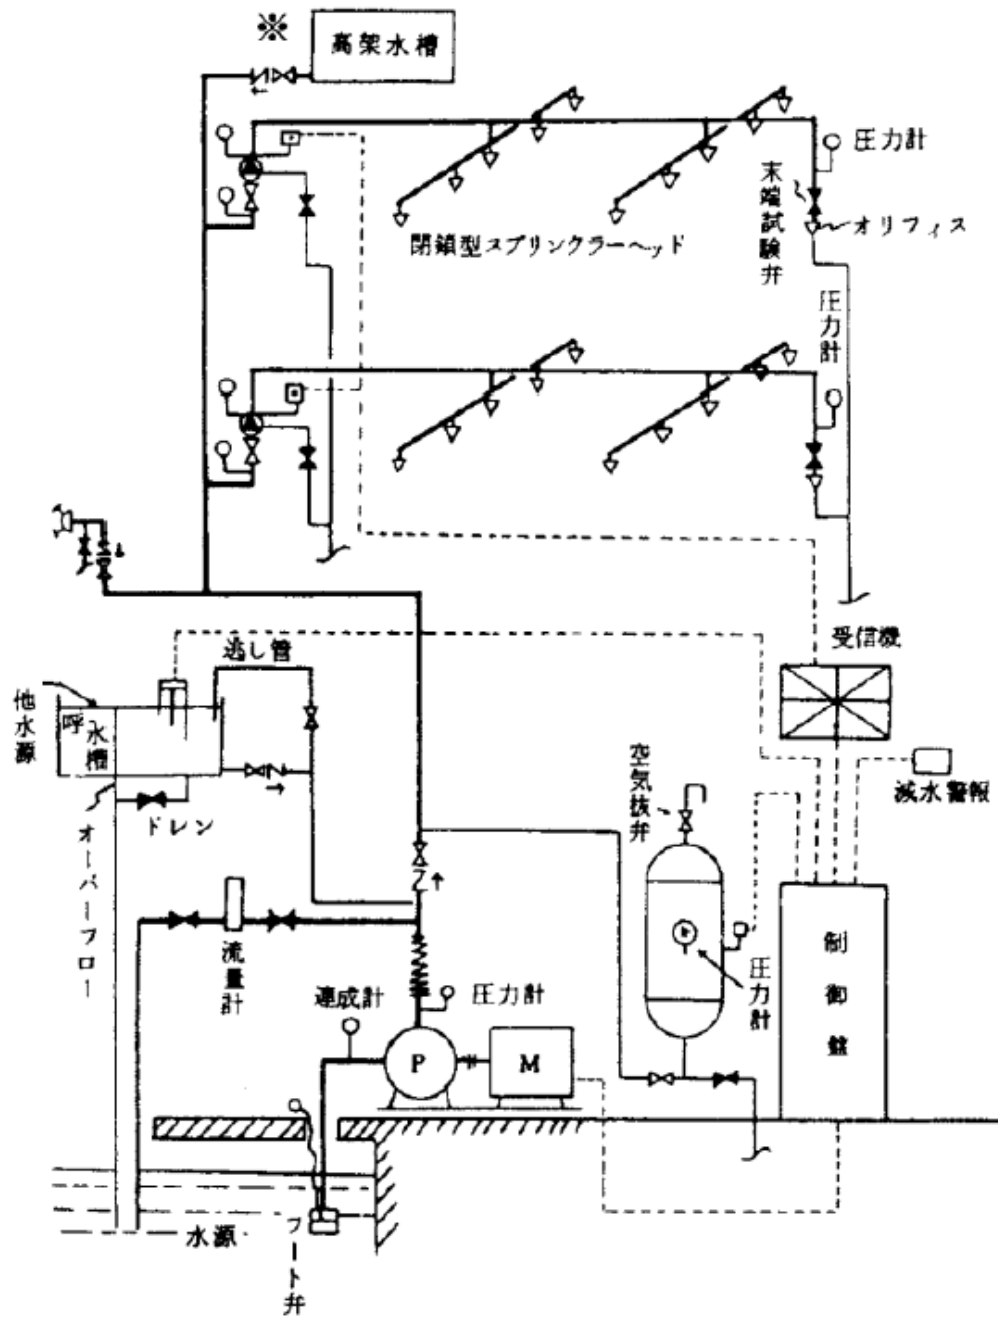 ※
高架水槽
圧力計
末端試験弁
オリフィス
閉鎖型スプリンクラーヘッド
圧力計
受信機
逃し管
他水源
呼水槽
空気抜弁
減水警報
ドレン
オーバーフロー
流量計
連成計
圧力計
圧力計
制御盤
P
M
水源
フート弁